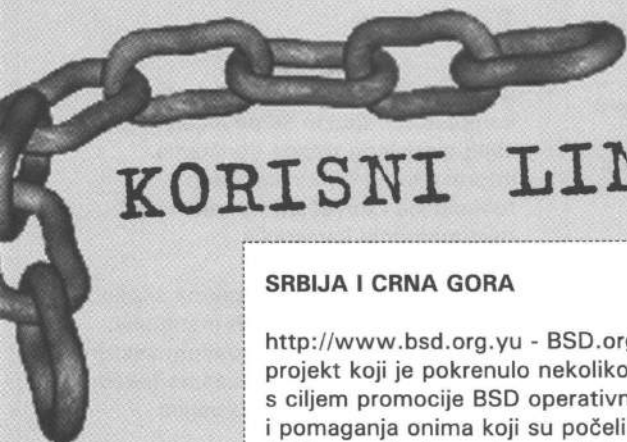 KORISNI
SRBIJA I CRNA GORA
http://www.bsd.org.yu - BSD.org
projekt koji je pokrenulo nekoliko
s ciljem promocije BSD operativn
i pomaganja onima koji su počeli